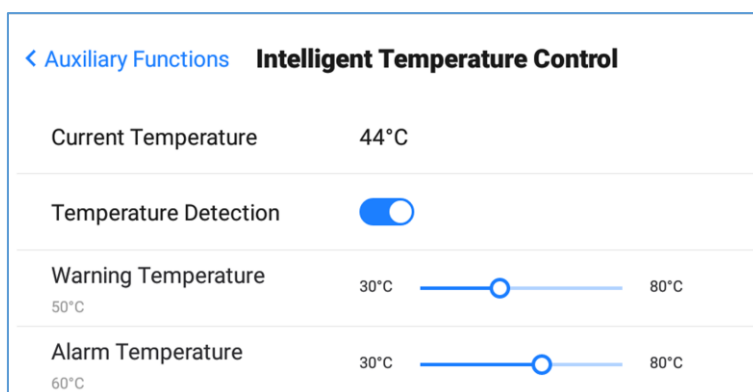 Auxiliary Functions Intelligent Temperature Control
Current Temperature 44°C
Temperature Detection
Warning Temperature
50°C
30°C 80°C
Alarm Temperature
60°C
30°C 80°C